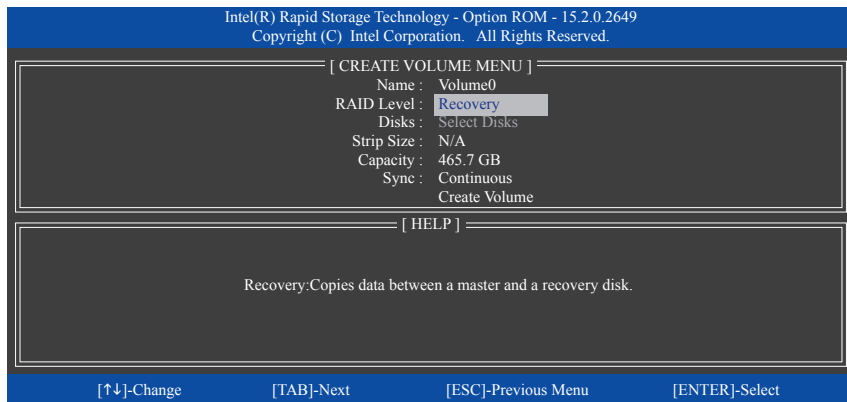 Intel(R) Rapid Storage Technology - Option ROM - 15.2.0.2649
Copyright (C) Intel Corporation. All Rights Reserved.
[ CREATE VOLUME MENU ]
Name : Volume0
RAID Level : Recovery
Disks : Select Disks
Strip Size : N/A
Capacity : 465.7 GB
Sync : Continuous
Create Volume
[ HELP ]
Recovery:Copies data between a master and a recovery disk.
[↑↓]-Change [TAB]-Next [ESC]-Previous Menu [ENTER]-Select